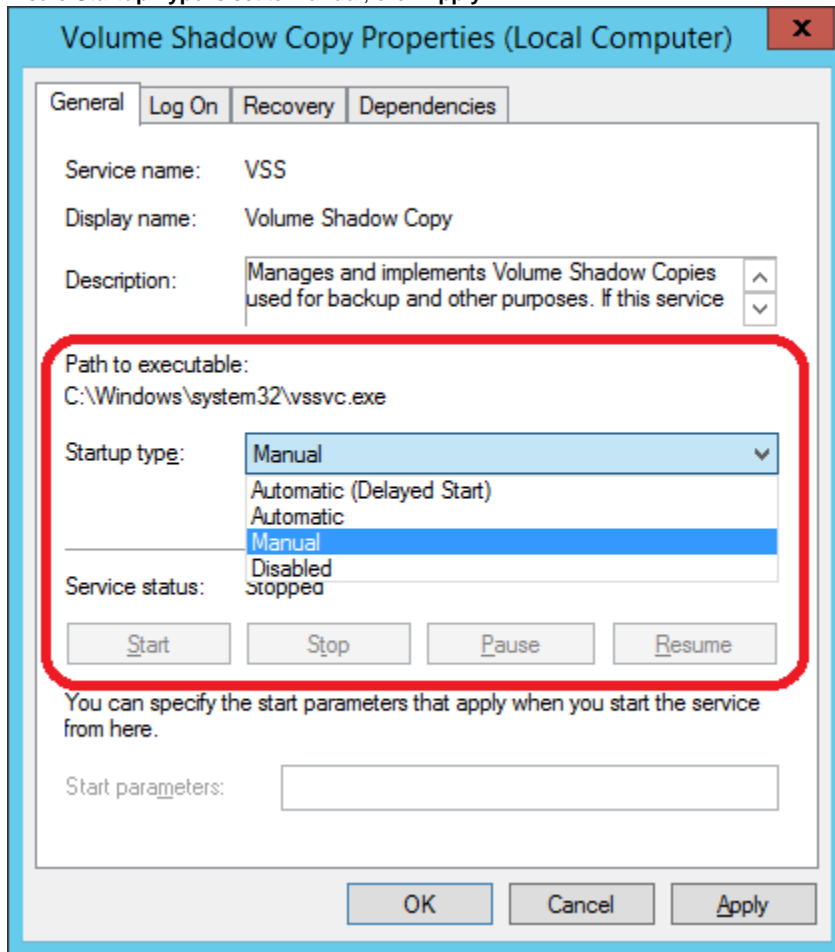 Volume Shadow Copy Properties (Local Computer)
x
General Log On Recovery Dependencies
Service name: VSS
Display name: Volume Shadow Copy
Description: Manages and implements Volume Shadow Copies
used for backup and other purposes. If this service
Path to executable:
C:\Windows\system32\vssvc.exe
Startup type: Manual
Automatic (Delayed Start)
Automatic
Manual
Disabled
Service status: Stopped
Start Stop Pause Resume
You can specify the start parameters that apply when you start the service
from here.
Start parameters:
OK Cancel Apply